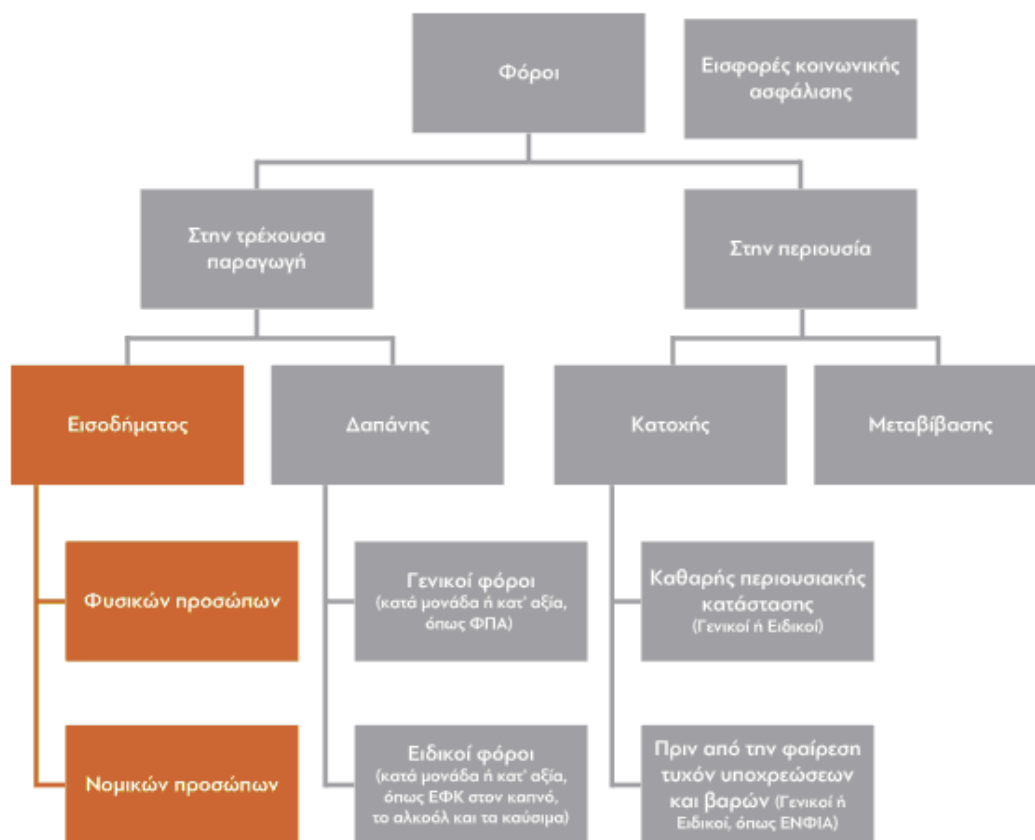 Φόροι
Εισφορές κοινωνικής
ασφάλισης
Στην τρέχουσα
παραγωγή
Στην περιουσία
Εισοδήματος
Δαπάνης
Κατοχής
Μεταβίβασης
Φυσικών προσώπων
Γενικοί φόροι
(κατά μονάδα ή κατ' αξία,
όπως ΦΠΑ)
Καθαρής περιουσιακής
κατάστασης
(Γενικοί ή Ειδικοί)
Νομικών προσώπων
Ειδικοί φόροι
(κατά μονάδα ή κατ' αξία,
όπως ΕΦΚ στον καπνό,
το αλκοόλ και τα καύσιμα)
Πριν από την φαίρεση
τυχόν υποχρεώσεων
και βαρών (Γενικοί ή
Ειδικοί, όπως ΕΝΦΙΑ)